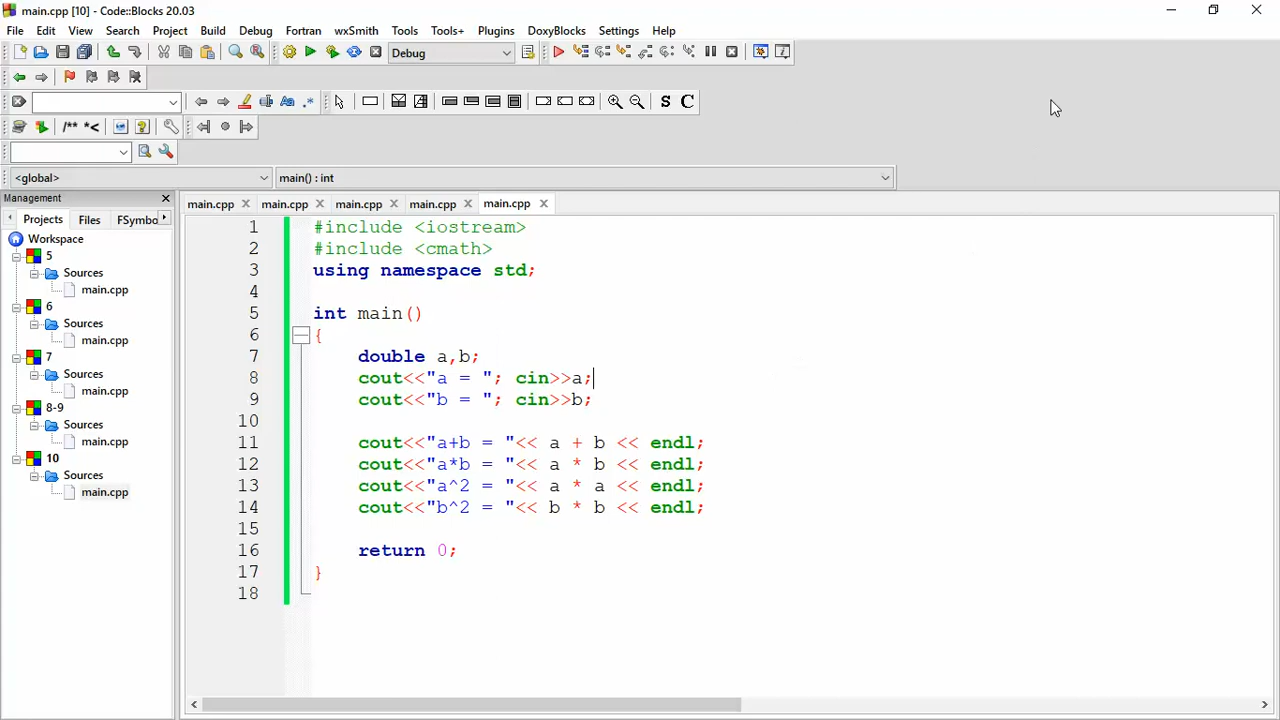 main.cpp [10] - Code::Blocks 20.03
File Edit View Search Project Build Debug Fortran wxSmith Tools Tools+ Plugins DoxyBlocks Settings Help
Debug
S C
/** *<
<global> main() : int
Management
Projects Files FSymbo
main.cpp main.cpp main.cpp main.cpp main.cpp
Workspace
5
Sources
main.cpp
6
Sources
main.cpp
7
Sources
main.cpp
8-9
Sources
main.cpp
10
Sources
main.cpp
1 #include <iostream>
2 #include <cmath>
3 using namespace std;
4
5 int main()
6 {
7 double a,b;
8 cout<<"a = "; cin>>a;
9 cout<<"b = "; cin>>b;
10
11 cout<<"a+b = "<< a + b << endl;
12 cout<<"a*b = "<< a * b << endl;
13 cout<<"a^2 = "<< a * a << endl;
14 cout<<"b^2 = "<< b * b << endl;
15
16 return 0;
17 }
18